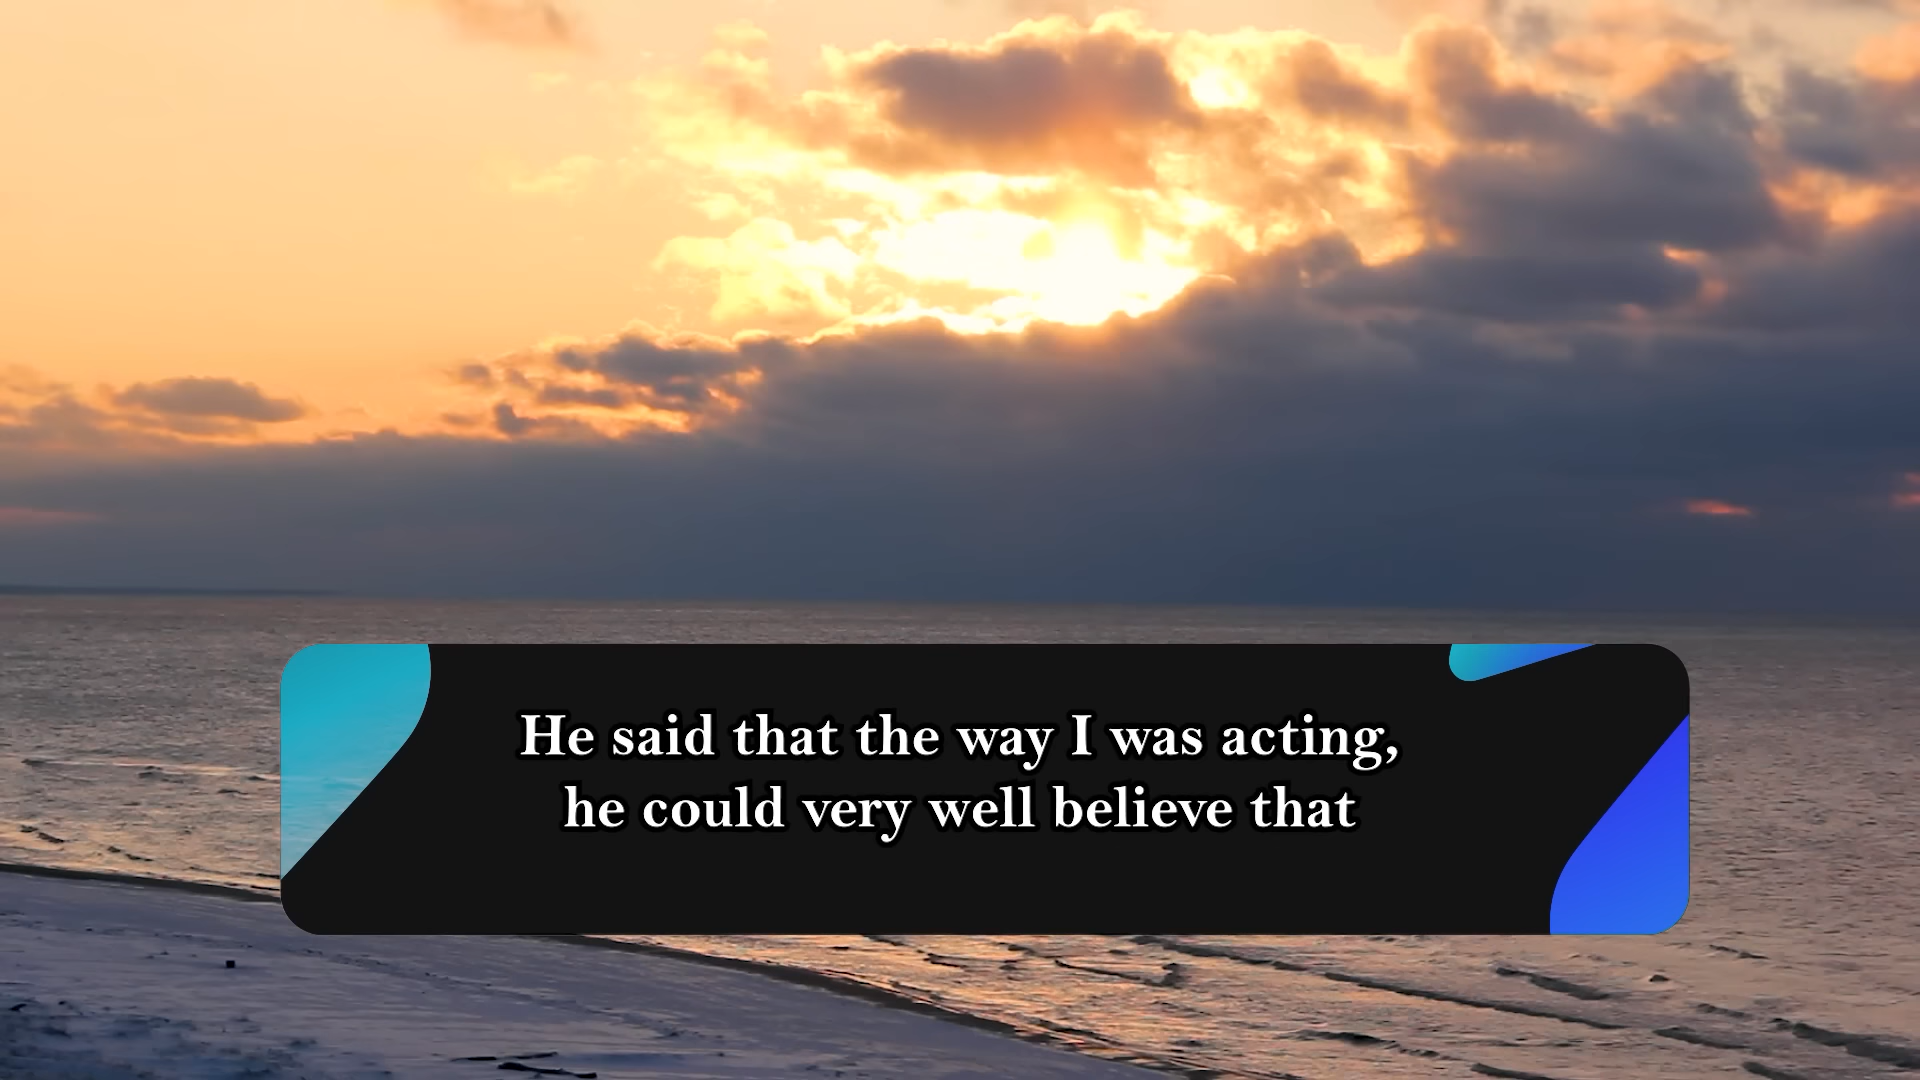 He said that the way I was acting,
he could very well believe that